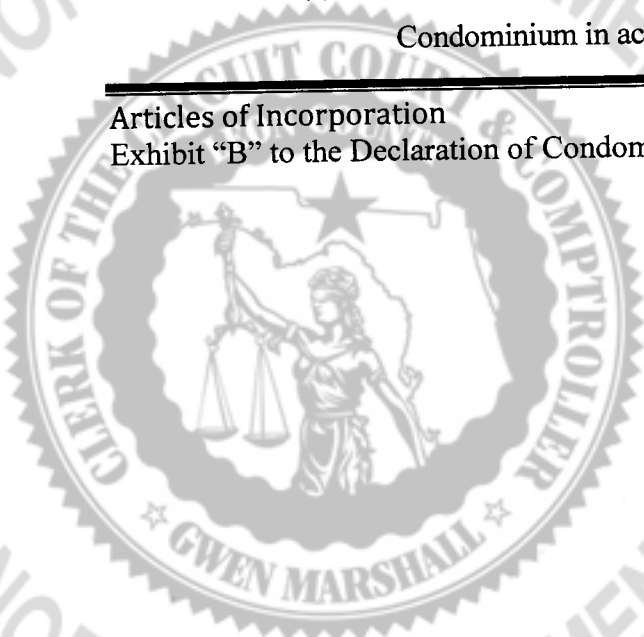 Condominium in ac
Articles of Incorporation
Exhibit “B” to the Declaration of Condom
CLERK OF THE CIRCUIT COURT & COMPTROLLER
GWEN MARSHALL